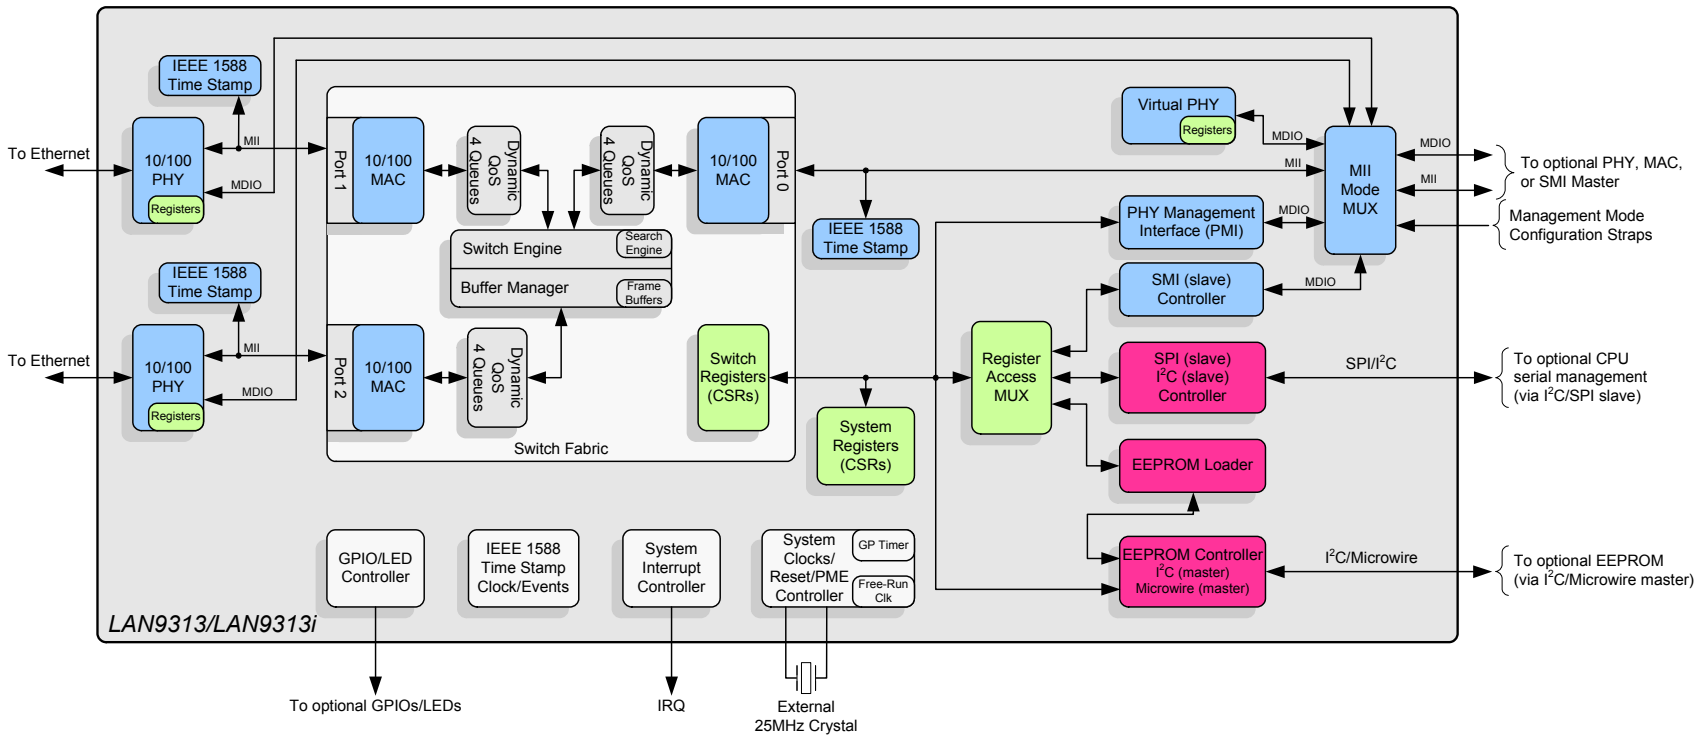 IEEE 1588
Time Stamp
To Ethernet
10/100
PHY
Registers
MII
MDIO
IEEE 1588
Time Stamp
To Ethernet
10/100
PHY
Registers
MII
MDIO
Port 1
10/100
MAC
Dynamic
QoS
4 Queues
Dynamic
QoS
4 Queues
10/100
MAC
Port 0
Switch Engine
Search
Engine
Buffer Manager
Frame
Buffers
Port 2
10/100
MAC
Dynamic
QoS
4 Queues
Switch
Registers
(CSRs)
Switch Fabric
IEEE 1588
Time Stamp
System
Registers
(CSRs)
Register
Access
MUX
Virtual PHY
Registers
MDIO
MII
PHY Management
Interface (PMI)
MDIO
SMI (slave)
Controller
MDIO
SPI (slave)
I²C (slave)
Controller
EEPROM Loader
EEPROM Controller
I²C (master)
Microwire (master)
MII
Mode
MUX
MDIO
MII
To optional PHY, MAC,
or SMI Master
Management Mode
Configuration Straps
SPI/I²C
To optional CPU
serial management
(via I²C/SPI slave)
I²C/Microwire
To optional EEPROM
(via I²C/Microwire master)
GPIO/LED
Controller
IEEE 1588
Time Stamp
Clock/Events
System
Interrupt
Controller
System
Clocks/
Reset/PME
Controller
GP Timer
Free-Run
Clk
LAN9313/LAN9313i
To optional GPIOs/LEDs
IRQ
External
25MHz Crystal